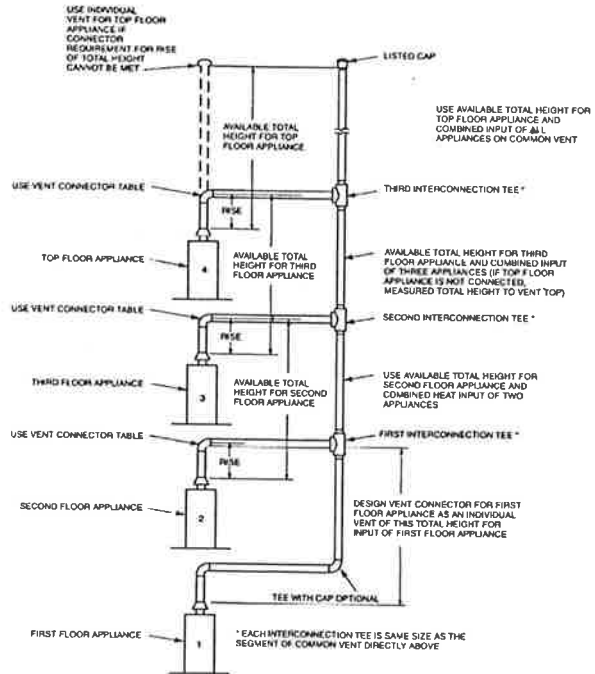 USE INDIVIDUAL
VENT FOR TOP FLOOR
APPLIANCE IF
CONNECTOR
REQUIREMENT FOR RISE
OF TOTAL HEIGHT
CANNOT BE MET
LISTED CAP
USE AVAILABLE TOTAL HEIGHT FOR
TOP FLOOR APPLIANCE AND
COMBINED INPUT OF ALL
APPLIANCES ON COMMON VENT
AVAILABLE TOTAL
HEIGHT FOR TOP
FLOOR APPLIANCE
USE VENT CONNECTOR TABLE
THIRD INTERCONNECTION TEE *
RISE
TOP FLOOR APPLIANCE
4
AVAILABLE TOTAL
HEIGHT FOR THIRD
FLOOR APPLIANCE
AVAILABLE TOTAL HEIGHT FOR THIRD
FLOOR APPLIANCE AND COMBINED INPUT
OF THREE APPLIANCES (IF TOP FLOOR
APPLIANCE IS NOT CONNECTED,
MEASURED TOTAL HEIGHT TO VENT TOP)
USE VENT CONNECTOR TABLE
SECOND INTERCONNECTION TEE *
RISE
THIRD FLOOR APPLIANCE
3
AVAILABLE TOTAL
HEIGHT FOR SECOND
FLOOR APPLIANCE
USE AVAILABLE TOTAL HEIGHT FOR
SECOND FLOOR APPLIANCE AND
COMBINED HEAT INPUT OF TWO
APPLIANCES
USE VENT CONNECTOR TABLE
FIRST INTERCONNECTION TEE *
RISE
SECOND FLOOR APPLIANCE
2
DESIGN VENT CONNECTOR FOR FIRST
FLOOR APPLIANCE AS AN INDIVIDUAL
VENT OF THIS TOTAL HEIGHT FOR
INPUT OF FIRST FLOOR APPLIANCE
TEE WITH CAP OPTIONAL
FIRST FLOOR APPLIANCE
1
* EACH INTERCONNECTION TEE IS SAME SIZE AS THE
SEGMENT OF COMMON VENT DIRECTLY ABOVE